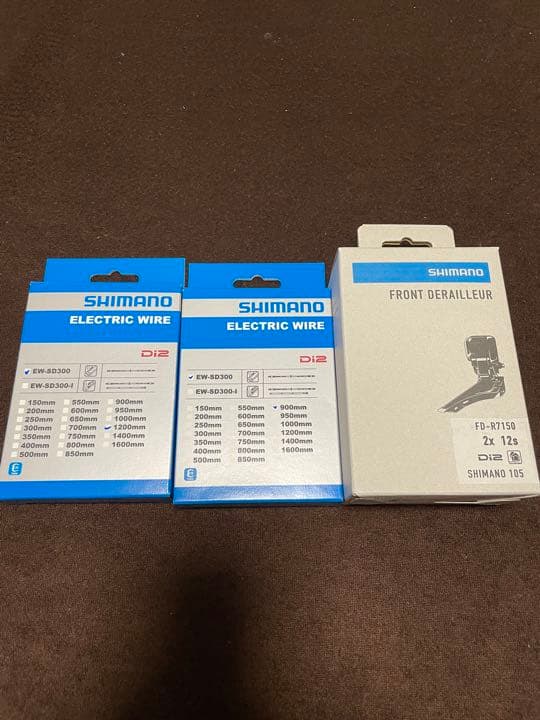 SHIMANO
ELECTRIC WIRE
Di2
EW-SD300
EW-SD300-I
150mm 550mm 900mm
200mm 600mm 950mm
250mm 650mm 1000mm
300mm 700mm 1200mm
350mm 750mm 1400mm
400mm 800mm 1600mm
500mm 850mm
E
SHIMANO
ELECTRIC WIRE
Di2
EW-SD300
EW-SD300-I
150mm 550mm 900mm
200mm 600mm 950mm
250mm 650mm 1000mm
300mm 700mm 1200mm
350mm 750mm 1400mm
400mm 800mm 1600mm
500mm 850mm
E
SHIMANO
FRONT DERAILLEUR
FD-R7150
2x 12s
Di2
SHIMANO 105